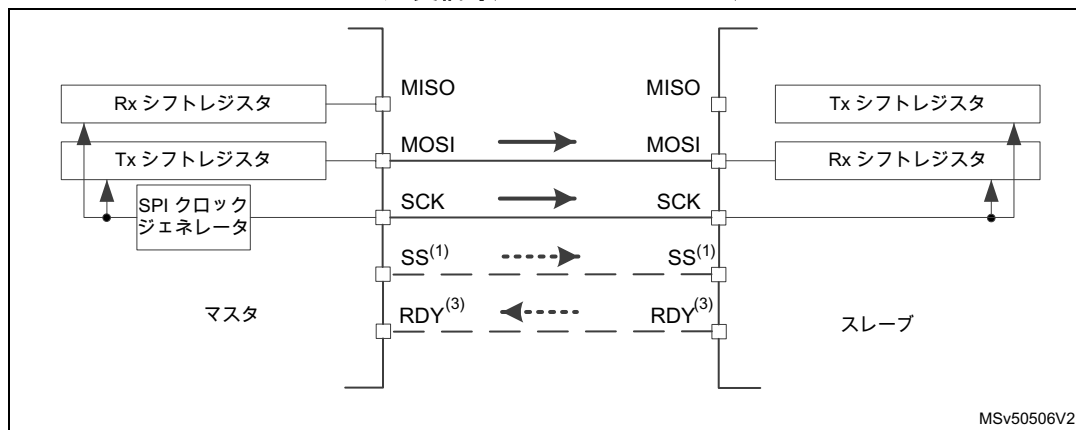 MISO
MISO
Rx シフトレジスタ
Tx シフトレジスタ
MOSI
MOSI
Tx シフトレジスタ
Rx シフトレジスタ
SPI クロック
ジェネレータ
SCK
SCK
SS(1)
SS(1)
マスタ
RDY(3)
RDY(3)
スレーブ
MSv50506V2